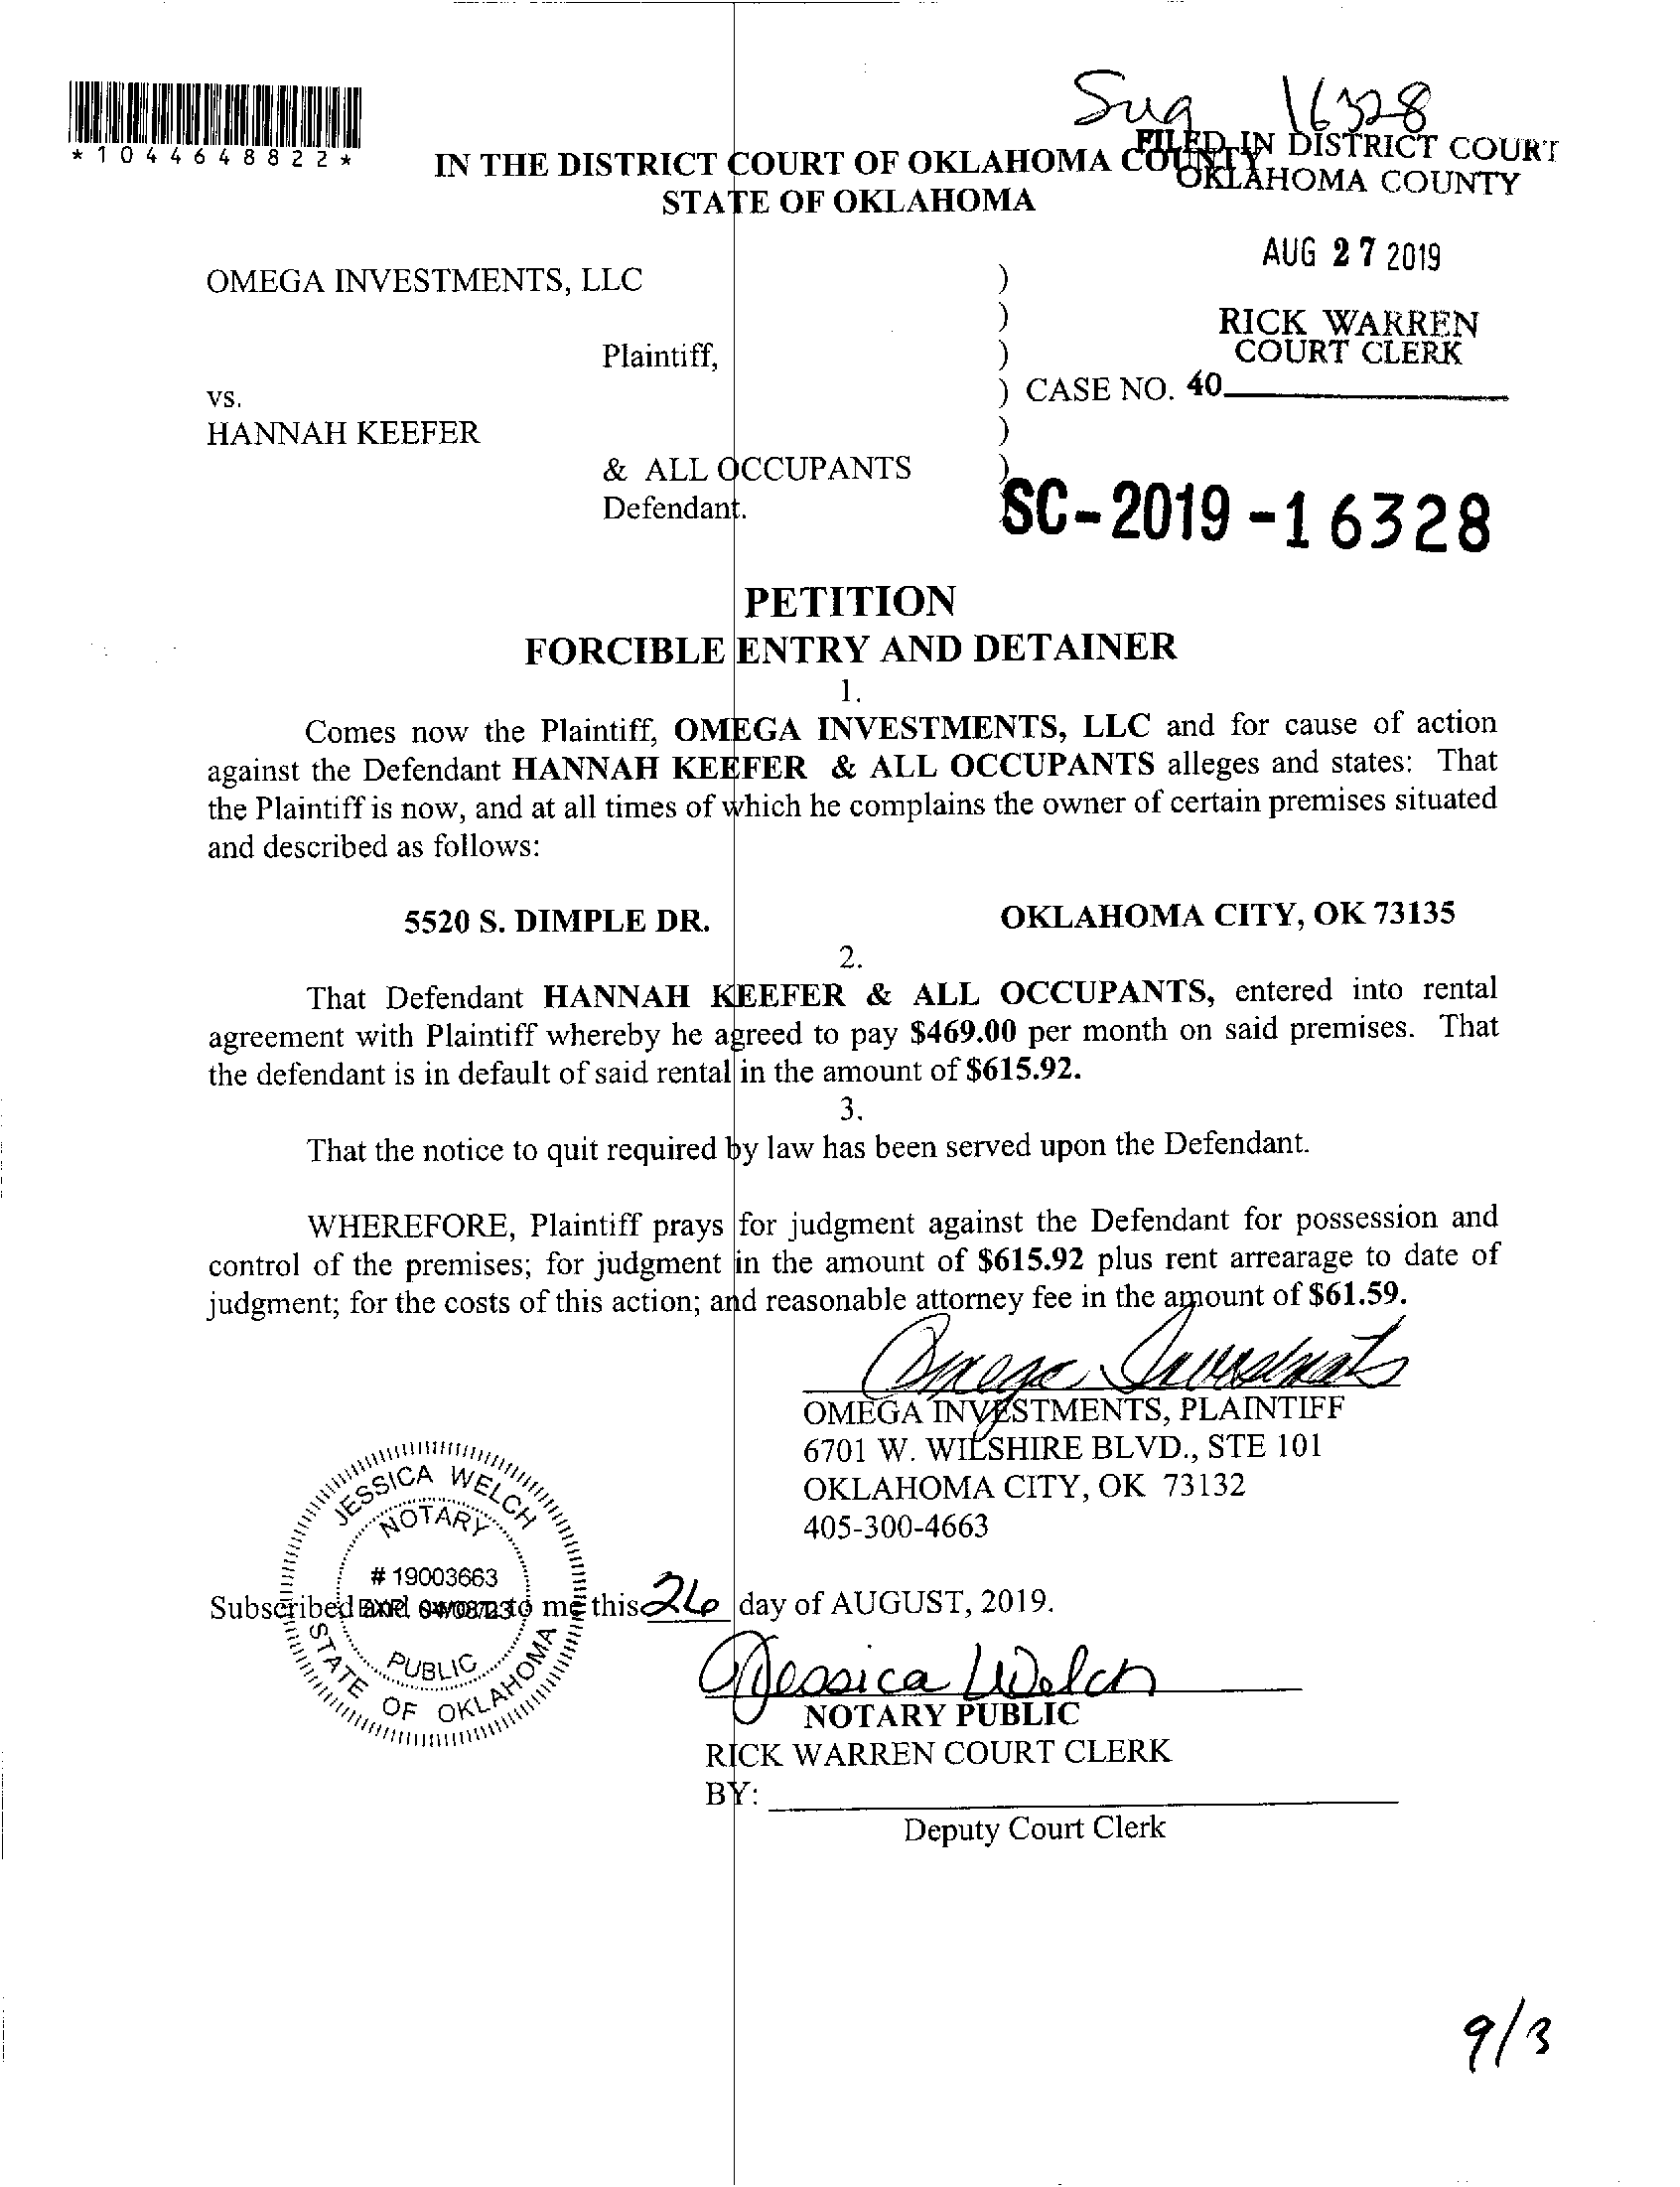 Sug 16328
*1044648822*
FILED IN DISTRICT COURT
OKLAHOMA COUNTY
IN THE DISTRICT COURT OF OKLAHOMA COUNTY
STATE OF OKLAHOMA
AUG 27 2019
OMEGA INVESTMENTS, LLC )
)
RICK WARREN
COURT CLERK
Plaintiff, )
vs. ) CASE NO. 40
HANNAH KEEFER )
& ALL OCCUPANTS )
Defendant.
SC-2019-16328
PETITION
FORCIBLE ENTRY AND DETAINER
1.
Comes now the Plaintiff, OMEGA INVESTMENTS, LLC and for cause of action
against the Defendant HANNAH KEEFER & ALL OCCUPANTS alleges and states: That
the Plaintiff is now, and at all times of which he complains the owner of certain premises situated
and described as follows:
5520 S. DIMPLE DR. OKLAHOMA CITY, OK 73135
2.
That Defendant HANNAH KEEFER & ALL OCCUPANTS, entered into rental
agreement with Plaintiff whereby he agreed to pay $469.00 per month on said premises. That
the defendant is in default of said rental in the amount of $615.92.
3.
That the notice to quit required by law has been served upon the Defendant.
WHEREFORE, Plaintiff prays for judgment against the Defendant for possession and
control of the premises; for judgment in the amount of $615.92 plus rent arrearage to date of
judgment; for the costs of this action; and reasonable attorney fee in the amount of $61.59.
Omega Investments
OMEGA INVESTMENTS, PLAINTIFF
6701 W. WILSHIRE BLVD., STE 101
OKLAHOMA CITY, OK 73132
405-300-4663
JESSICA WELCH
NOTARY
# 19003663
EXP. 04/08/23
PUBLIC
STATE OF OKLAHOMA
Subscribed and sworn to me this 26 day of AUGUST, 2019.
Jessica Welch
NOTARY PUBLIC
RICK WARREN COURT CLERK
BY:
Deputy Court Clerk
9/3